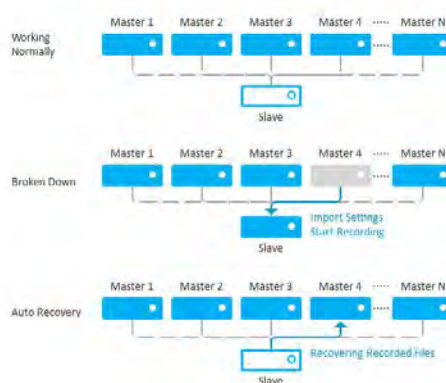 Master 1 Master 2 Master 3 Master 4 ..... Master N
Working
Normally
Slave
Master 1 Master 2 Master 3 Master 4 ..... Master N
Broken Down
Import Settings
Start Recording
Slave
Master 1 Master 2 Master 3 Master 4 ..... Master N
Auto Recovery
Recovering Recorded Files
Slave